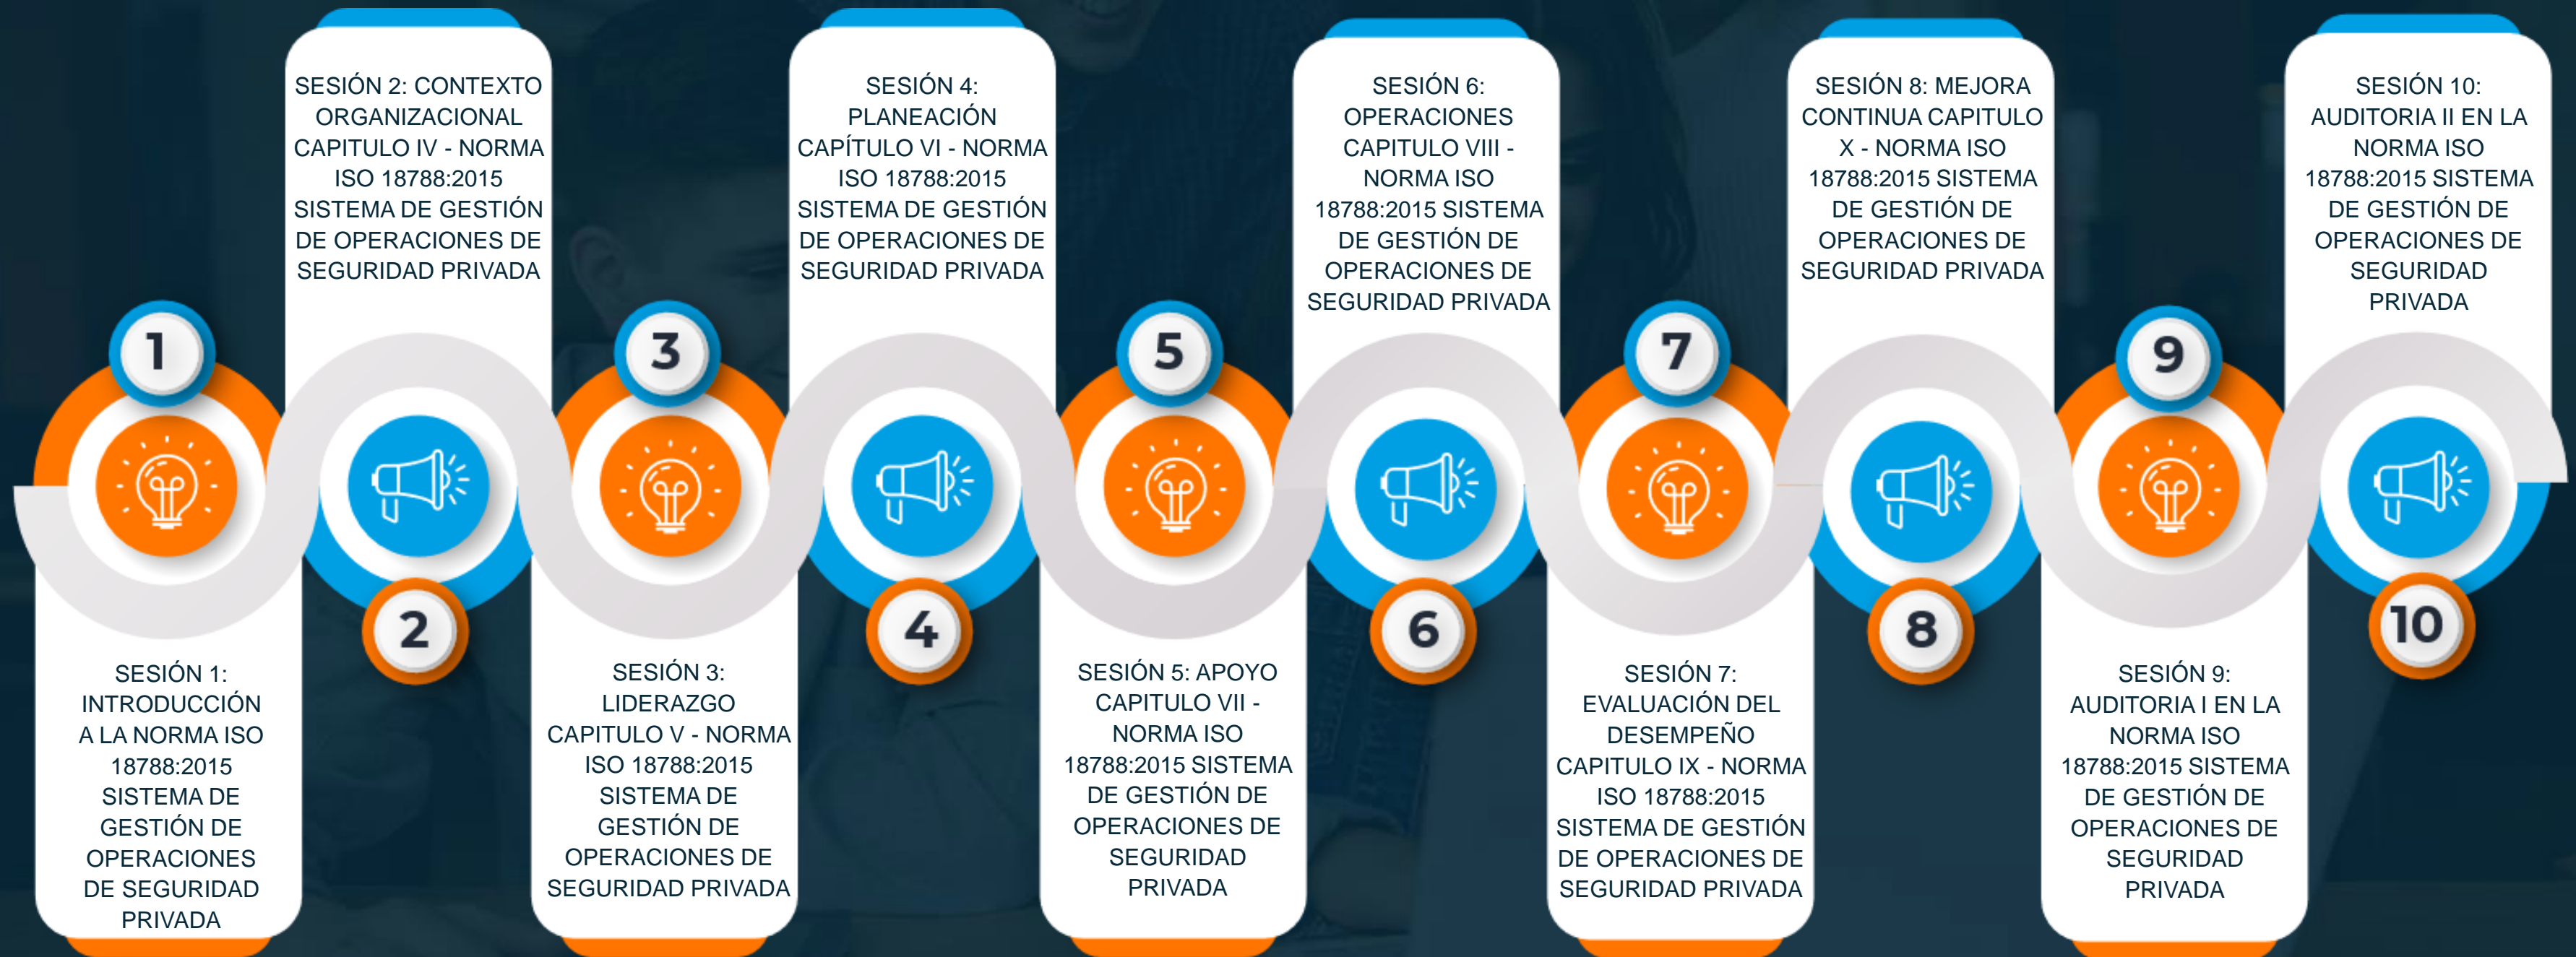 SESIÓN 1:
INTRODUCCIÓN
A LA NORMA ISO
18788:2015
SISTEMA DE
GESTIÓN DE
OPERACIONES
DE SEGURIDAD
PRIVADA
1
SESIÓN 2: CONTEXTO
ORGANIZACIONAL
CAPITULO IV - NORMA
ISO 18788:2015
SISTEMA DE GESTIÓN
DE OPERACIONES DE
SEGURIDAD PRIVADA
2
3
SESIÓN 3:
LIDERAZGO
CAPITULO V - NORMA
ISO 18788:2015
SISTEMA DE
GESTIÓN DE
OPERACIONES DE
SEGURIDAD PRIVADA
SESIÓN 4:
PLANEACIÓN
CAPÍTULO VI - NORMA
ISO 18788:2015
SISTEMA DE GESTIÓN
DE OPERACIONES DE
SEGURIDAD PRIVADA
4
5
SESIÓN 5: APOYO
CAPITULO VII -
NORMA ISO
18788:2015 SISTEMA
DE GESTIÓN DE
OPERACIONES DE
SEGURIDAD
PRIVADA
SESIÓN 6:
OPERACIONES
CAPITULO VIII -
NORMA ISO
18788:2015 SISTEMA
DE GESTIÓN DE
OPERACIONES DE
SEGURIDAD PRIVADA
6
7
SESIÓN 7:
EVALUACIÓN DEL
DESEMPEÑO
CAPITULO IX - NORMA
ISO 18788:2015
SISTEMA DE GESTIÓN
DE OPERACIONES DE
SEGURIDAD PRIVADA
SESIÓN 8: MEJORA
CONTINUA CAPITULO
X - NORMA ISO
18788:2015 SISTEMA
DE GESTIÓN DE
OPERACIONES DE
SEGURIDAD PRIVADA
8
9
SESIÓN 9:
AUDITORIA I EN LA
NORMA ISO
18788:2015 SISTEMA
DE GESTIÓN DE
OPERACIONES DE
SEGURIDAD
PRIVADA
SESIÓN 10:
AUDITORIA II EN LA
NORMA ISO
18788:2015 SISTEMA
DE GESTIÓN DE
OPERACIONES DE
SEGURIDAD
PRIVADA
10